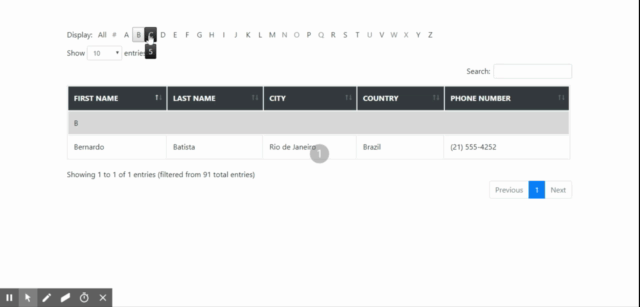 Display: All # A B C D E F G H I J K L M N O P Q R S T U V W X Y Z
Show 10 entries
5
Search:
FIRST NAME LAST NAME CITY COUNTRY PHONE NUMBER
B
Bernardo Batista Rio de Janeiro Brazil (21) 555-4252
1
Showing 1 to 1 of 1 entries (filtered from 91 total entries)
Previous 1 Next